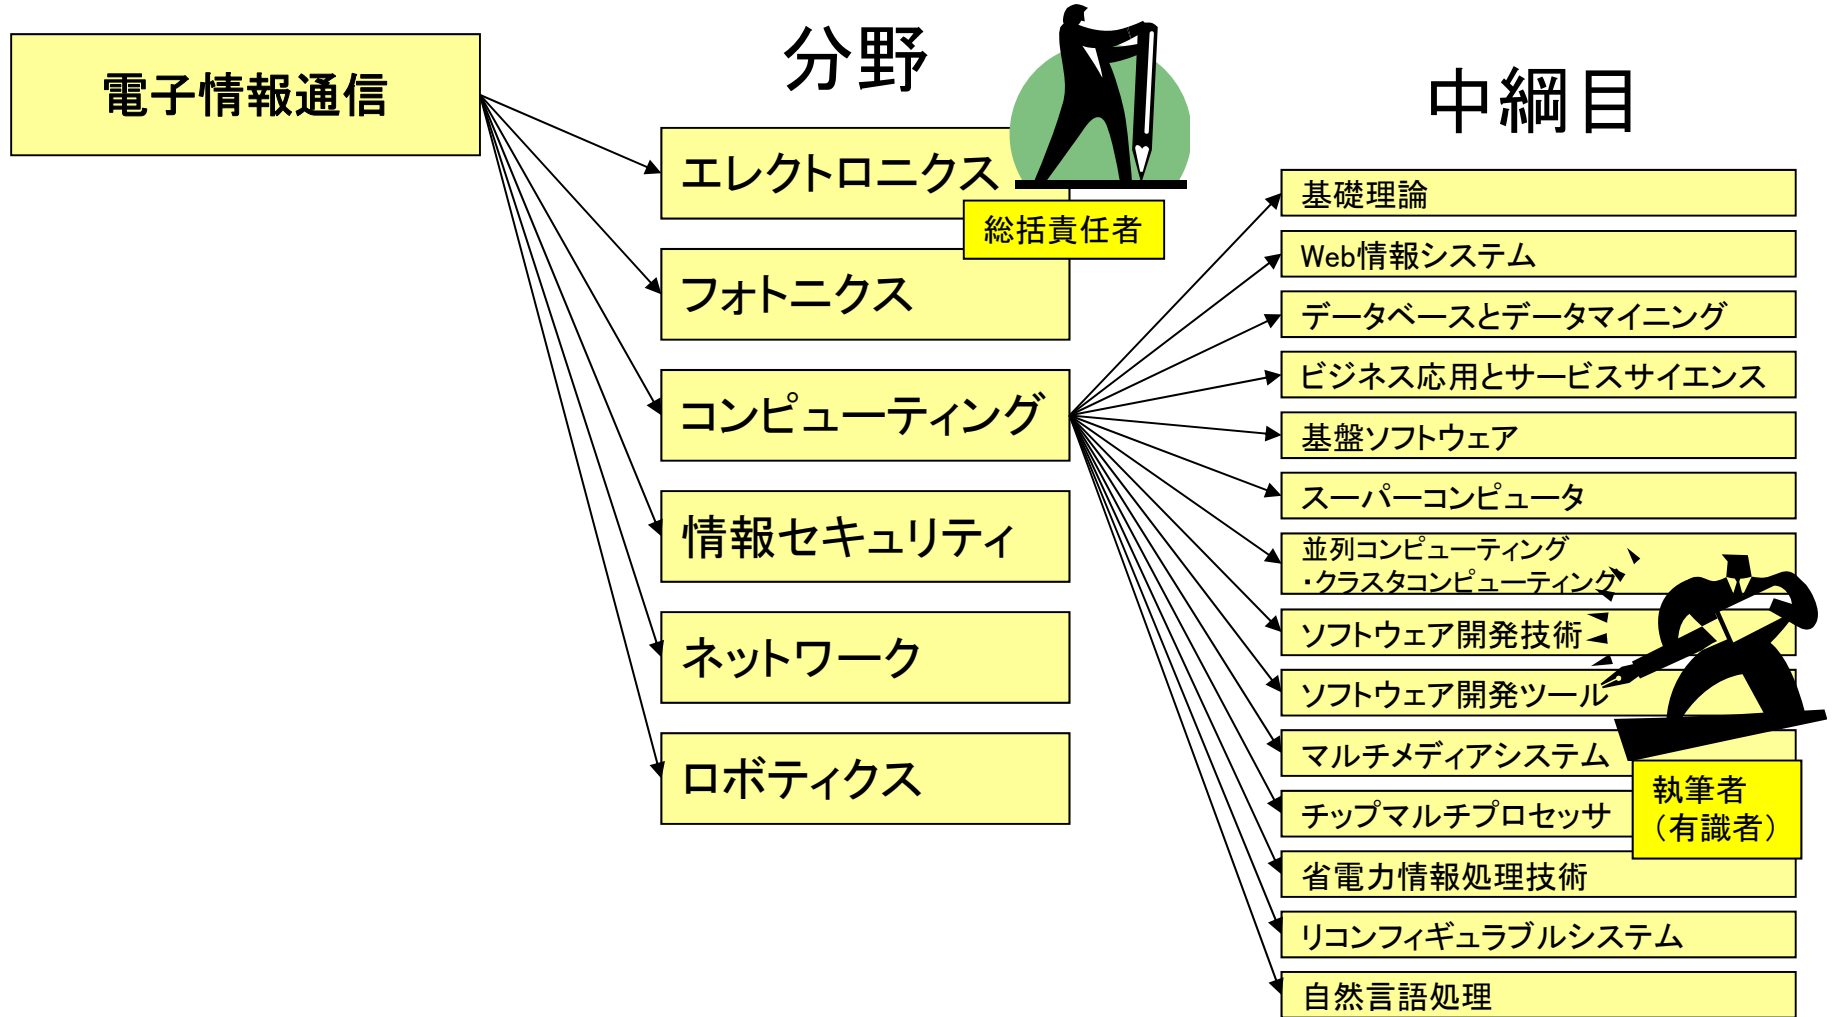 電子情報通信
分野
エレクトロニクス
総括責任者
フォトニクス
コンピューティング
情報セキュリティ
ネットワーク
ロボティクス
中綱目
基礎理論
Web情報システム
データベースとデータマイニング
ビジネス応用とサービスサイエンス
基盤ソフトウェア
スーパーコンピュータ
並列コンピューティング
・クラスタコンピューティング
ソフトウェア開発技術
ソフトウェア開発ツール
マルチメディアシステム
チップマルチプロセッサ
執筆者
（有識者）
省電力情報処理技術
リコンフィギュラブルシステム
自然言語処理